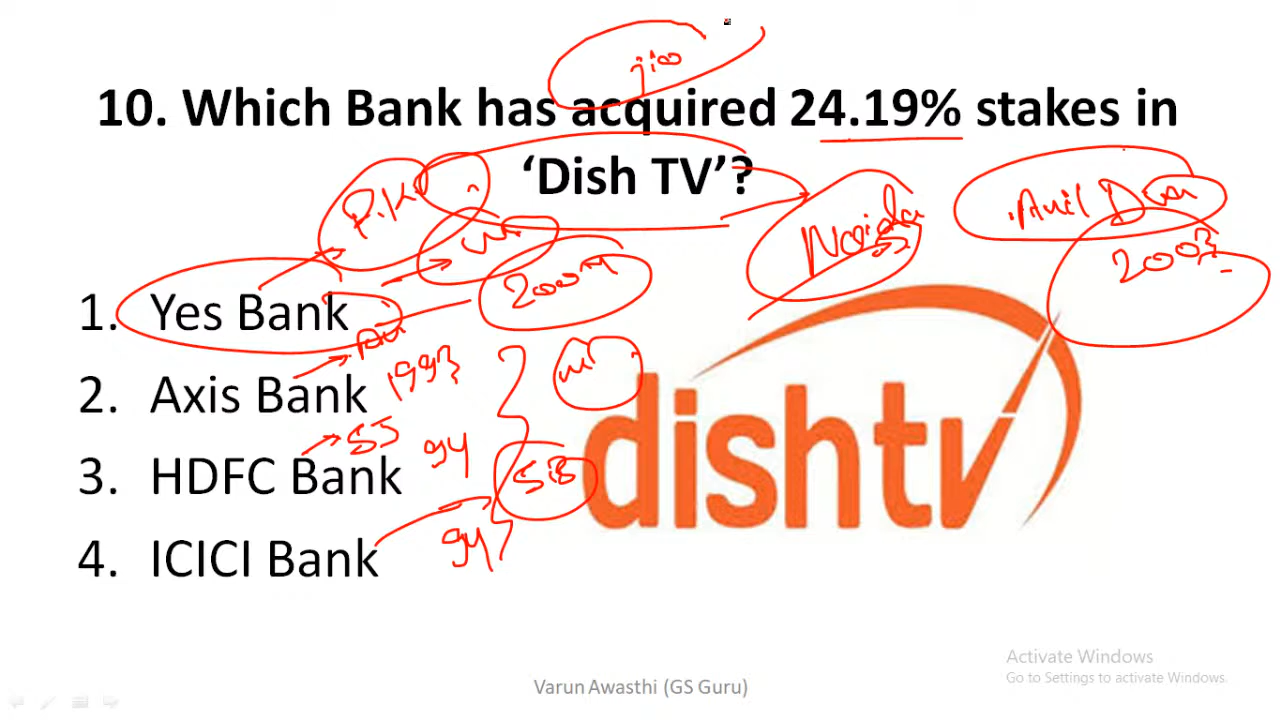 jio
10. Which Bank has acquired 24.19% stakes in
‘Dish TV’?
P.K
Noida
.Anil D
2003
2000
1. Yes Bank
2. Axis Bank
1993
3. HDFC Bank
SJ
94
SB
4. ICICI Bank
94
dishtv
Activate Windows
Go to Settings to activate Windows.
Varun Awasthi (GS Guru)